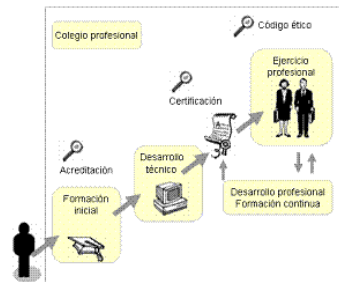 Código ético
Colegio profesional
Ejercicio
profesional
Certificación
Acreditación
Desarrollo
técnico
Formación
inicial
Desarrollo profesional
Formación continua